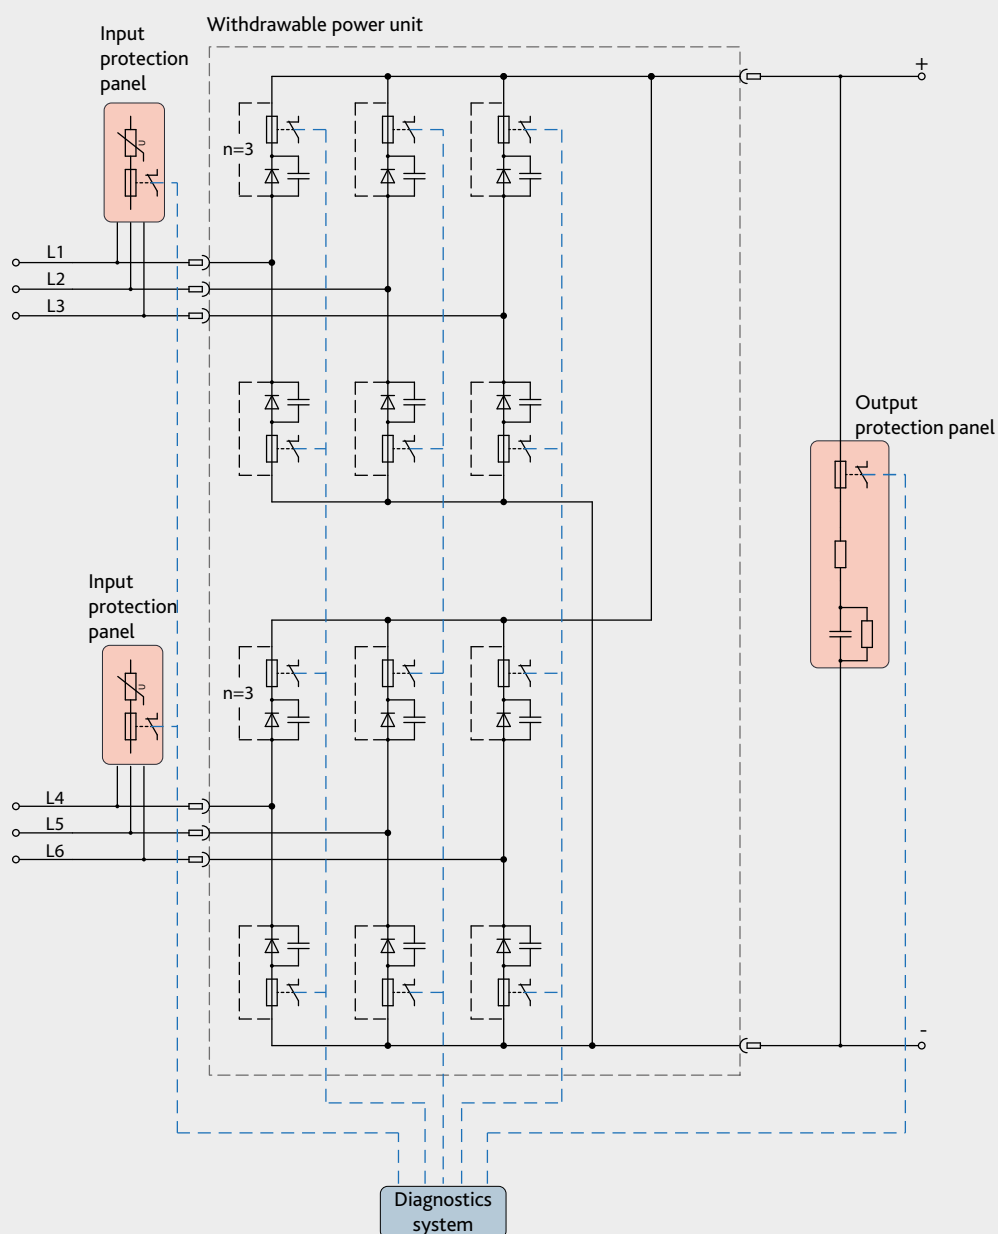 Withdrawable power unit
Input
protection
panel
+
n=3
U
L1
L2
L3
Output
protection panel
Input
protection
panel
n=3
U
L4
L5
L6
-
Diagnostics
system